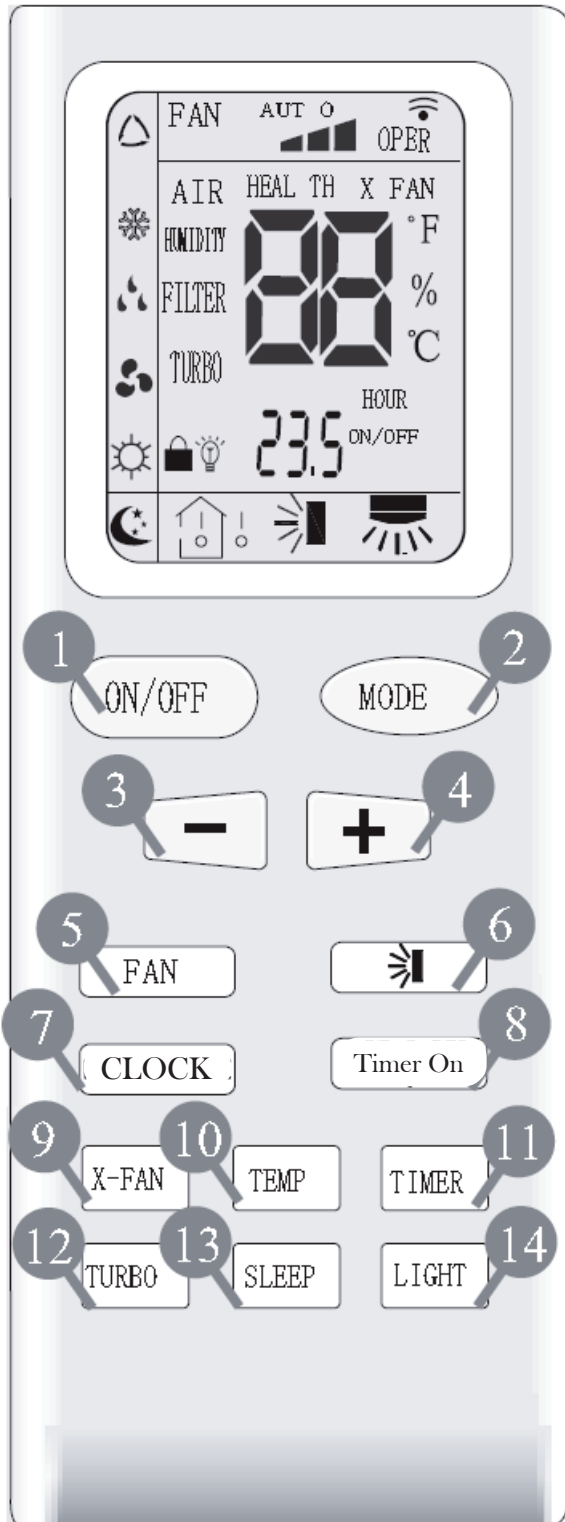 FAN AUT O
OPER
AIR HEAL TH X FAN
HUMIDITY °F
FILTER 88 %
°C
TURBO
HOUR
23.5 ON/OFF
1 2
ON/OFF MODE
3 4
− +
5 6
FAN
7 8
CLOCK Timer On
9 10 11
X-FAN TEMP TIMER
12 13 14
TURBO SLEEP LIGHT